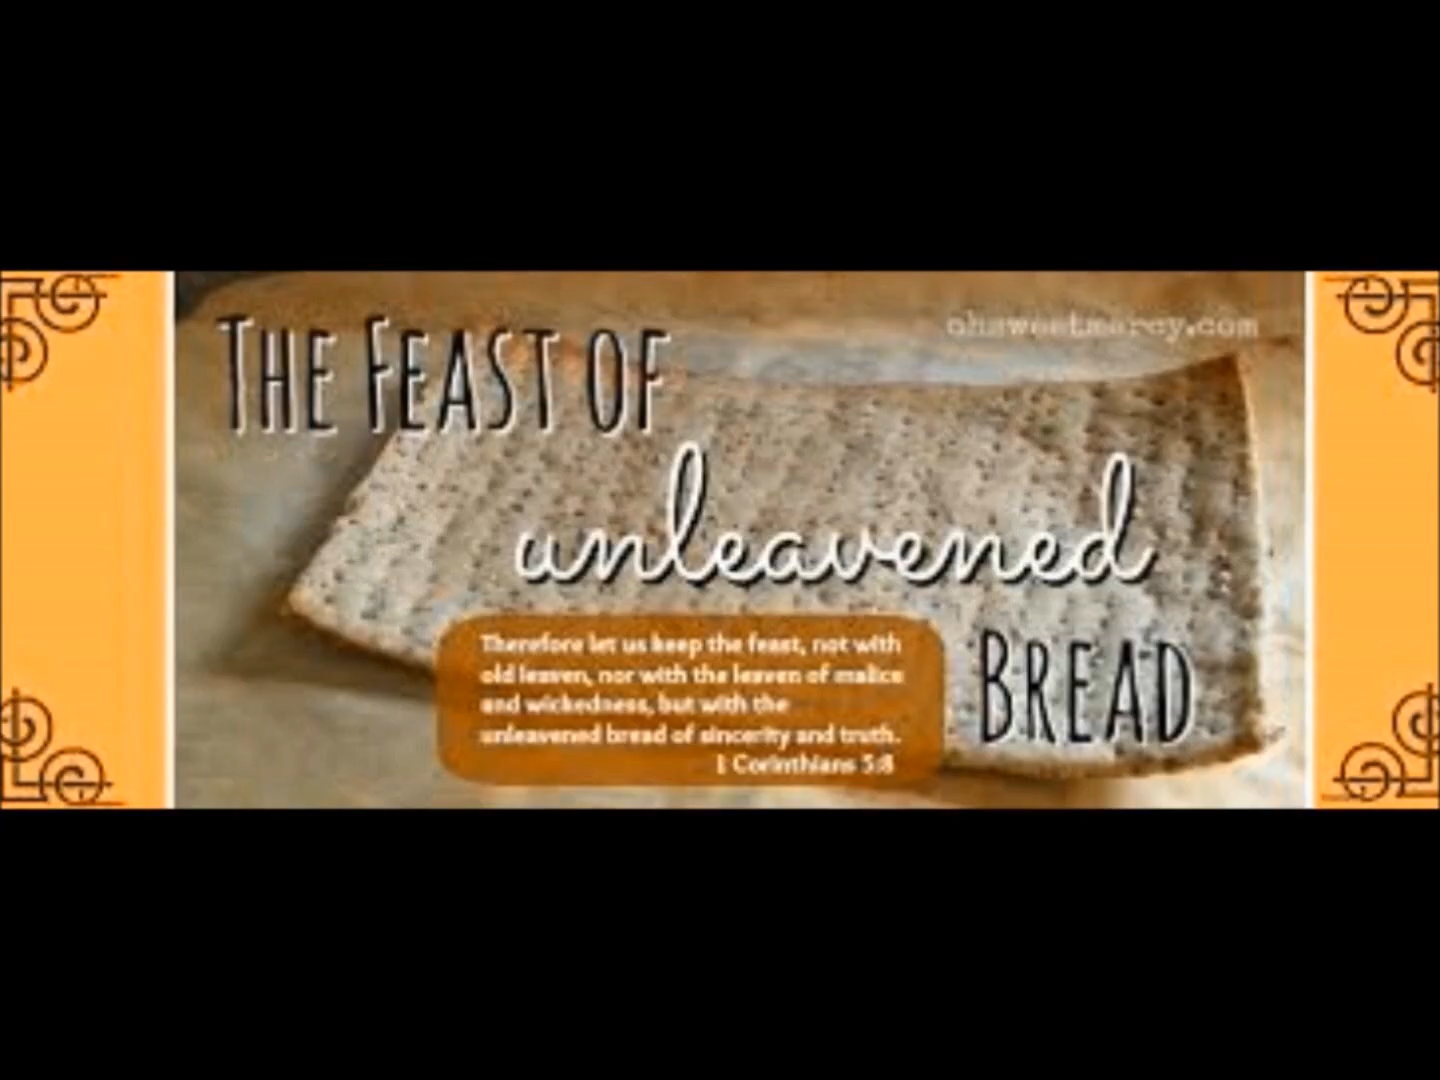 ohsweetmercy.com
THE FEAST OF
unleavened
BREAD
Therefore let us keep the feast, not with
old leaven, nor with the leaven of malice
and wickedness, but with the
unleavened bread of sincerity and truth.
1 Corinthians 5:8